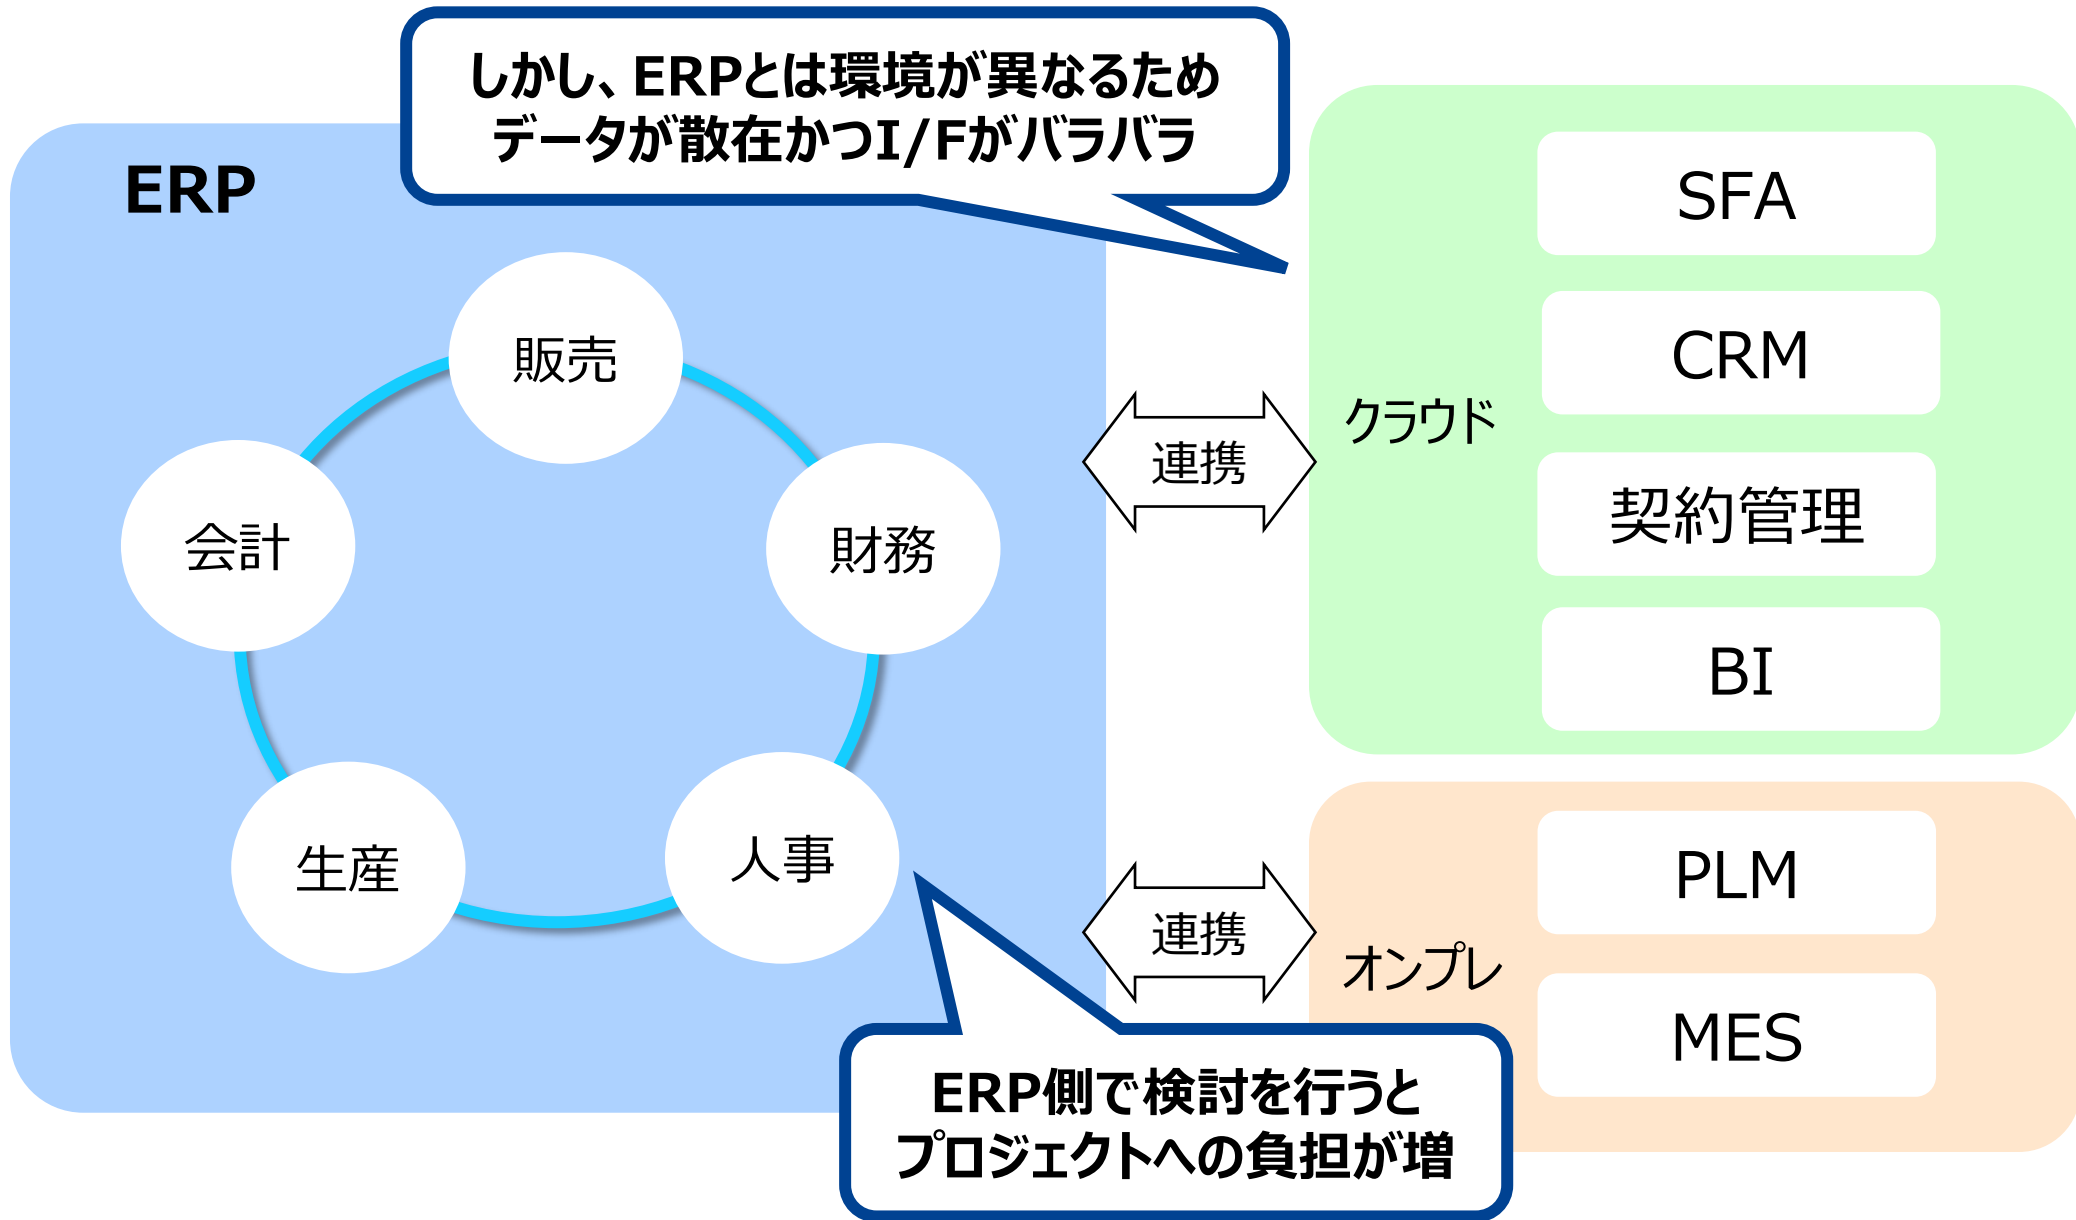 しかし、ERPとは環境が異なるため
データが散在かつI/Fがバラバラ
ERP
販売
会計
財務
生産
人事
連携
連携
クラウド
SFA
CRM
契約管理
BI
オンプレ
PLM
MES
ERP側で検討を行うと
プロジェクトへの負担が増